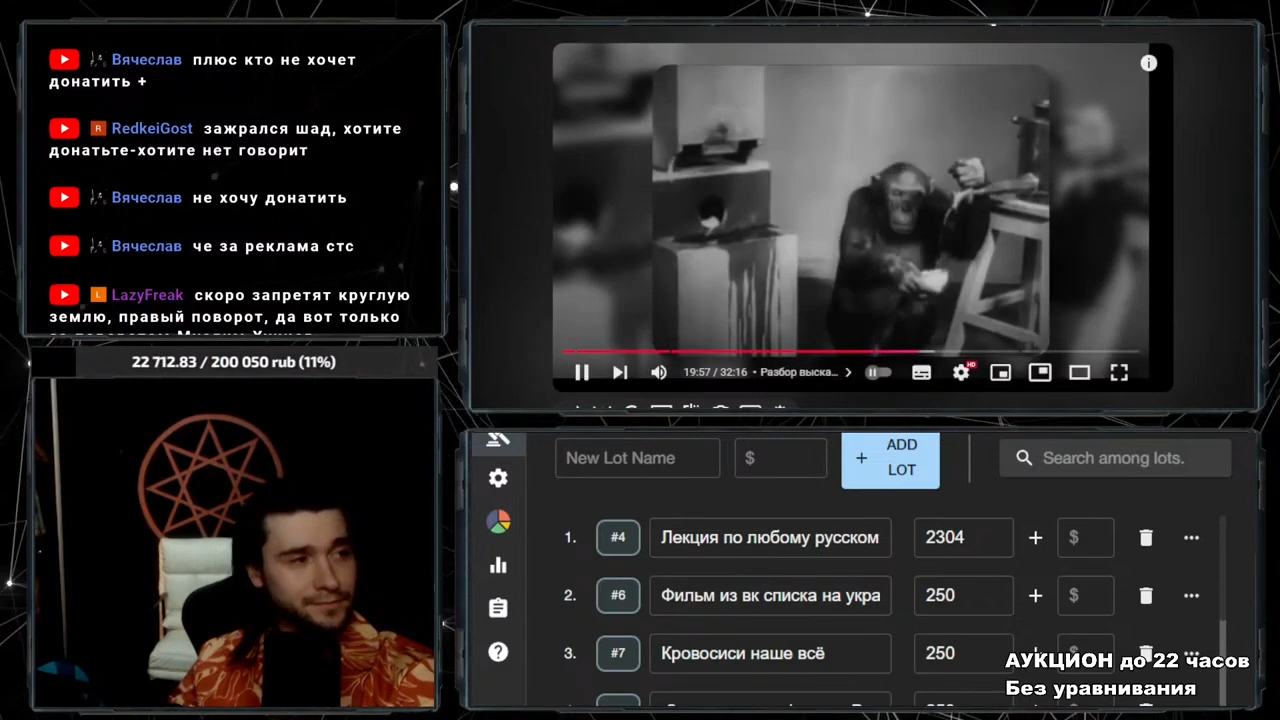 Вячеслав плюс кто не хочет
донатить +
R RedkeiGost зажрался шад, хотите
донатьте-хотите нет говорит
Вячеслав не хочу донатить
Вячеслав че за реклама стс
L LazyFreak скоро запретят круглую
землю, правый поворот, да вот только
22 712.83 / 200 050 rub (11%)
19:57 / 32:16 • Разбор выска...
HD
New Lot Name
$
+ ADD
LOT
Search among lots.
1. #4 Лекция по любому русском 2304 + $
2. #6 Фильм из вк списка на укра 250 + $
3. #7 Кровосиси наше всё 250
АУКЦИОН до 22 часов
Без уравнивания